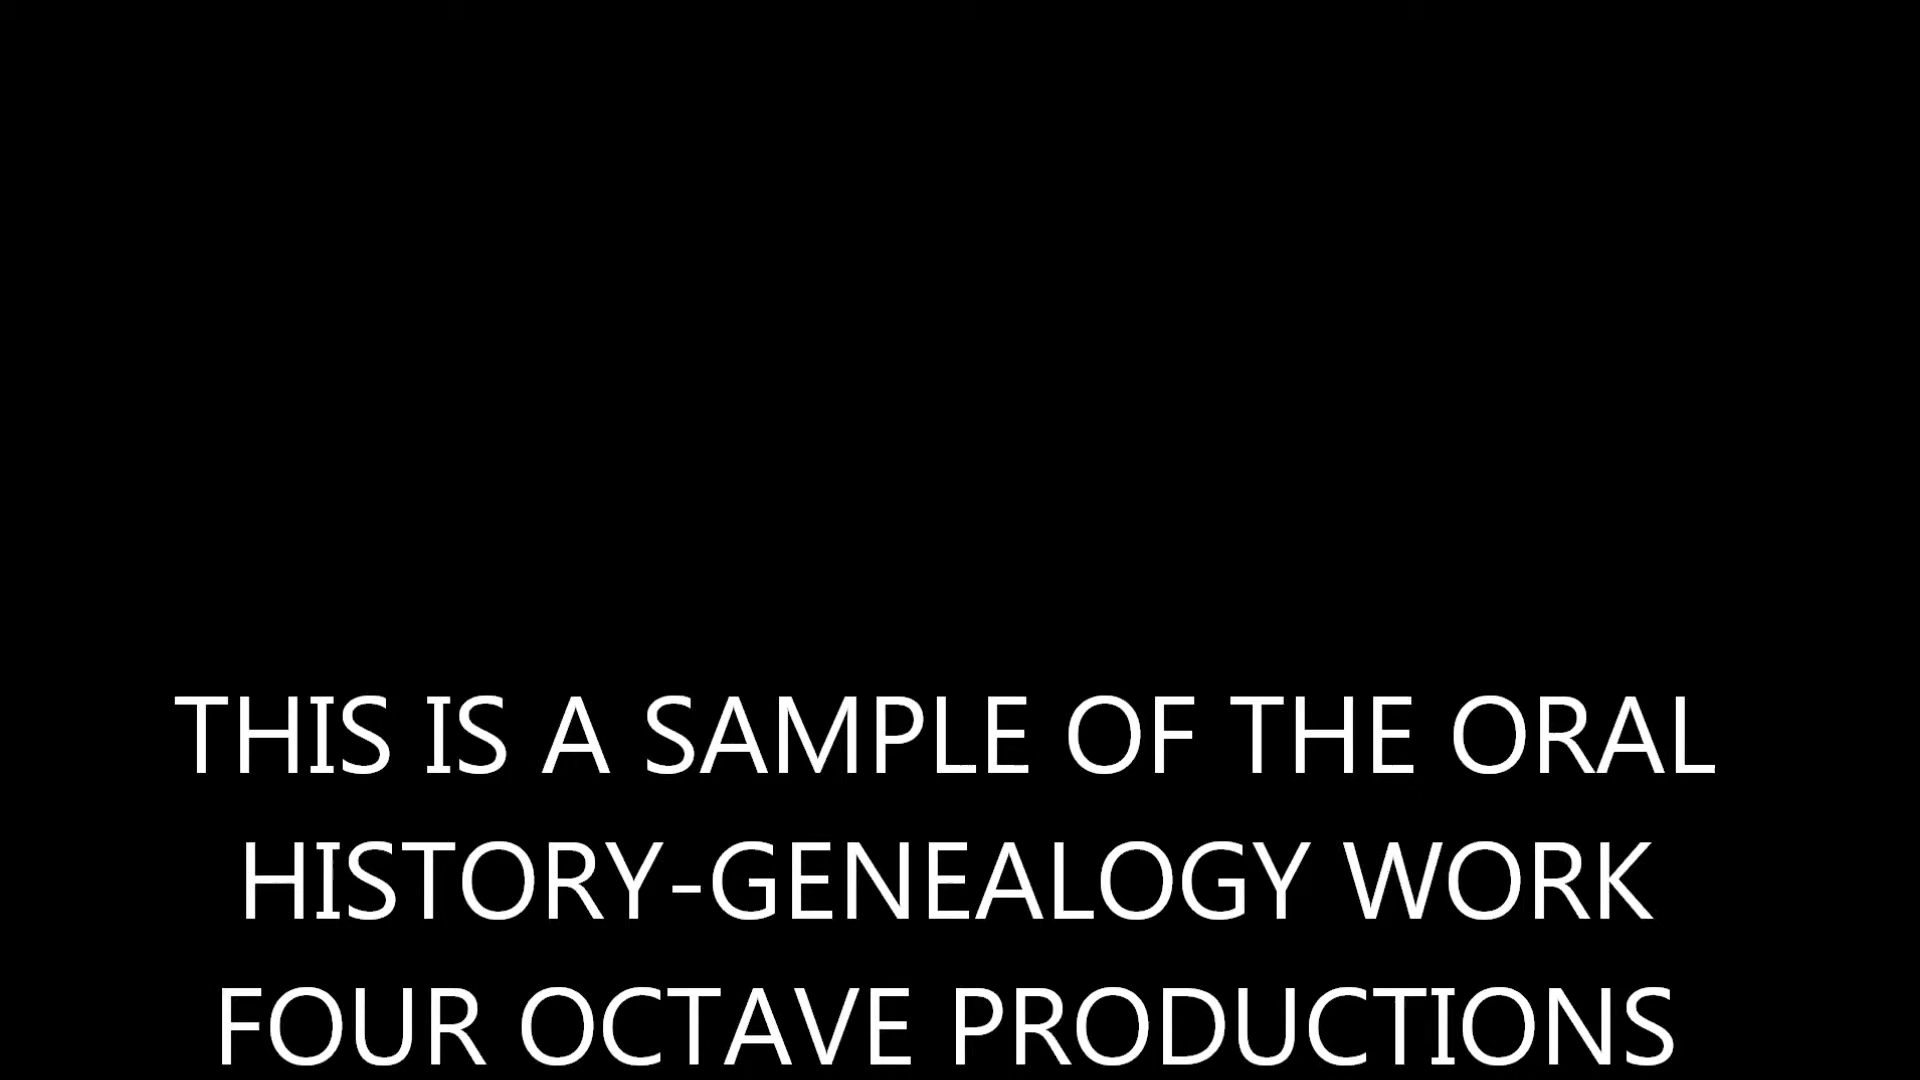 THIS IS A SAMPLE OF THE ORAL
HISTORY-GENEALOGY WORK
FOUR OCTAVE PRODUCTIONS